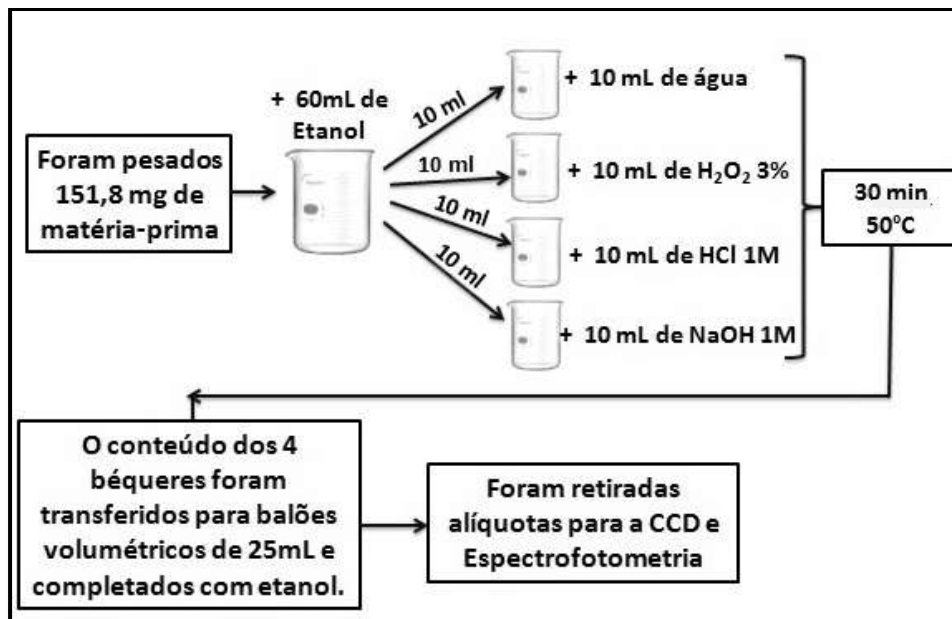 + 60mL de
Etanol
Foram pesados
151,8 mg de
matéria-prima
10 ml
10 ml
10 ml
10 ml
+ 10 mL de água
+ 10 mL de H₂O₂ 3%
+ 10 mL de HCl 1M
+ 10 mL de NaOH 1M
30 min
50°C
O conteúdo dos 4
béqueres foram
transferidos para balões
volumétricos de 25mL e
completados com etanol.
Foram retiradas
alíquotas para a CCD e
Espectrofotometria